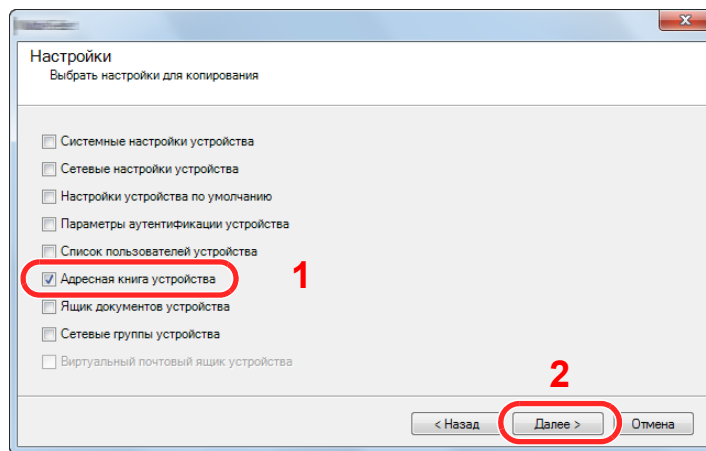 Настройки
Выбрать настройки для копирования
Системные настройки устройства
Сетевые настройки устройства
Настройки устройства по умолчанию
Параметры аутентификации устройства
Список пользователей устройства
Адресная книга устройства
1
Ящик документов устройства
Сетевые группы устройства
Виртуальный почтовый ящик устройства
2
< Назад Далее > Отмена